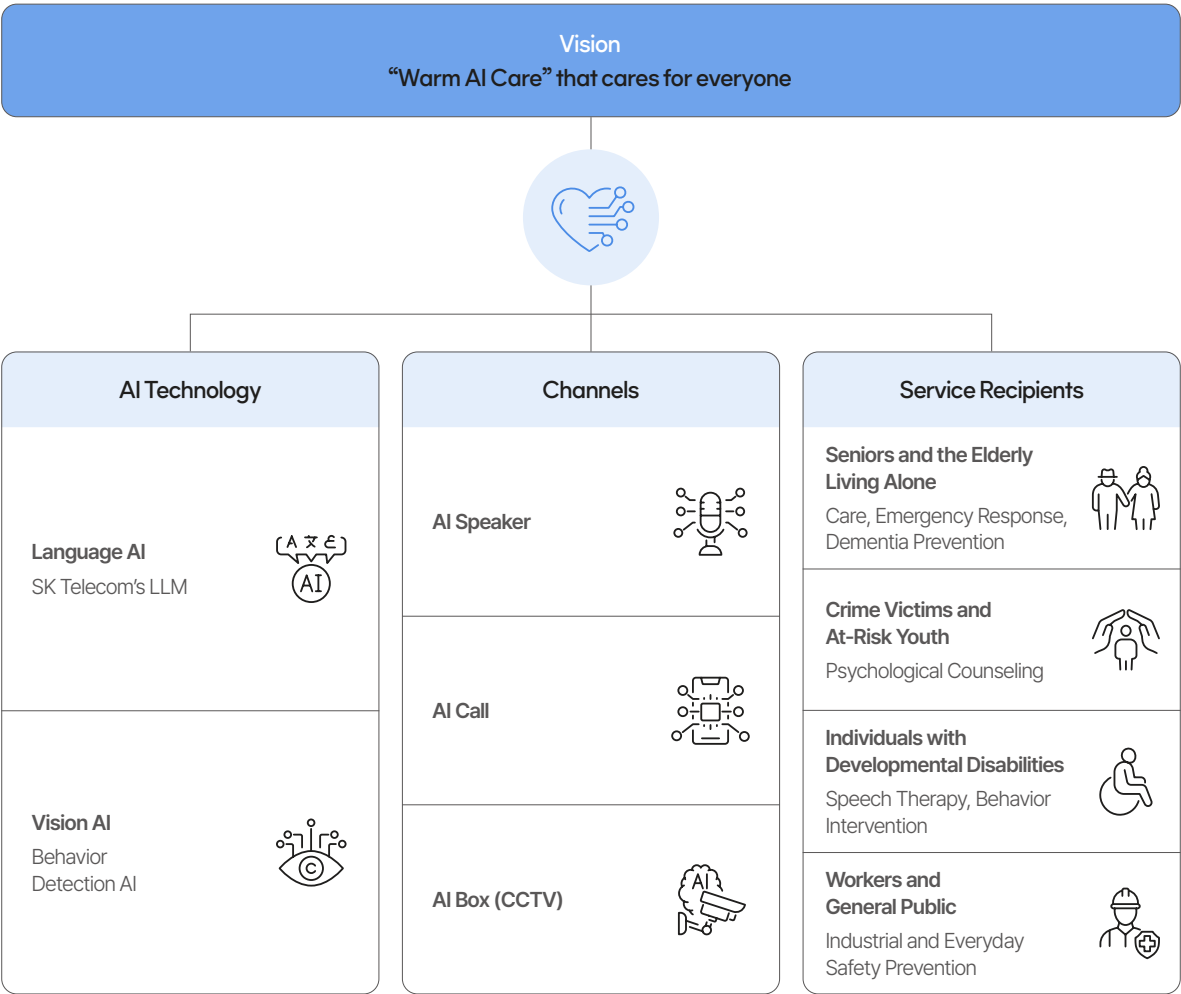 Vision
“Warm AI Care” that cares for everyone
AI Technology
Language AI
SK Telecom’s LLM
A 文 ع
AI
Vision AI
Behavior
Detection AI
C
Channels
AI Speaker
AI Call
AI Box (CCTV)
AI
Service Recipients
Seniors and the Elderly
Living Alone
Care, Emergency Response,
Dementia Prevention
Crime Victims and
At-Risk Youth
Psychological Counseling
Individuals with
Developmental Disabilities
Speech Therapy, Behavior
Intervention
Workers and
General Public
Industrial and Everyday
Safety Prevention